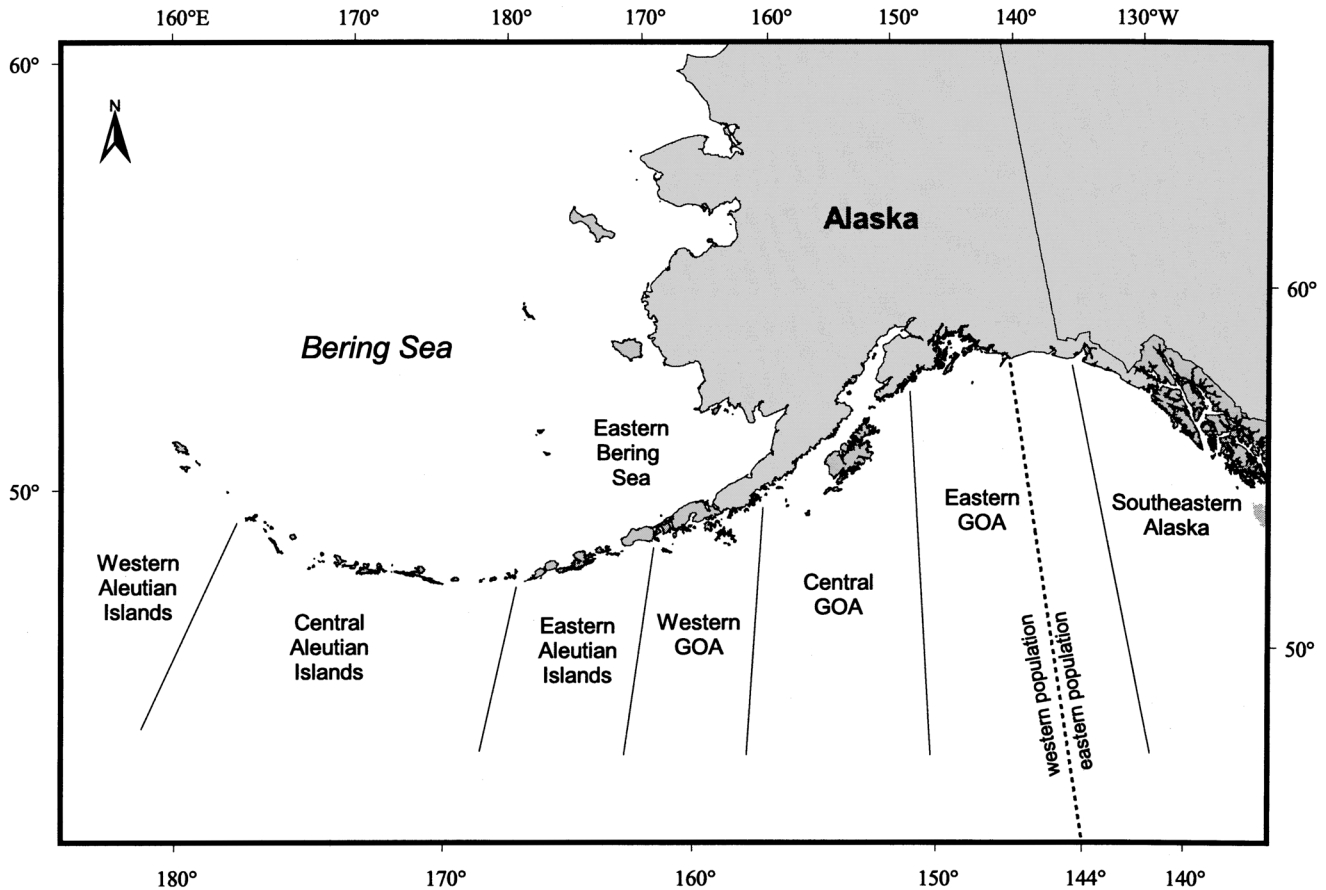 160°E 170° 180° 170° 160° 150° 140° 130°W
60°
N
Alaska
60°
Bering Sea
Eastern
Bering
Sea
50°
Eastern
GOA
Southeastern
Alaska
Western
Aleutian
Islands
Central
Aleutian
Islands
Eastern
Aleutian
Islands
Western
GOA
Central
GOA
western population
eastern population
50°
180° 170° 160° 150° 144° 140°